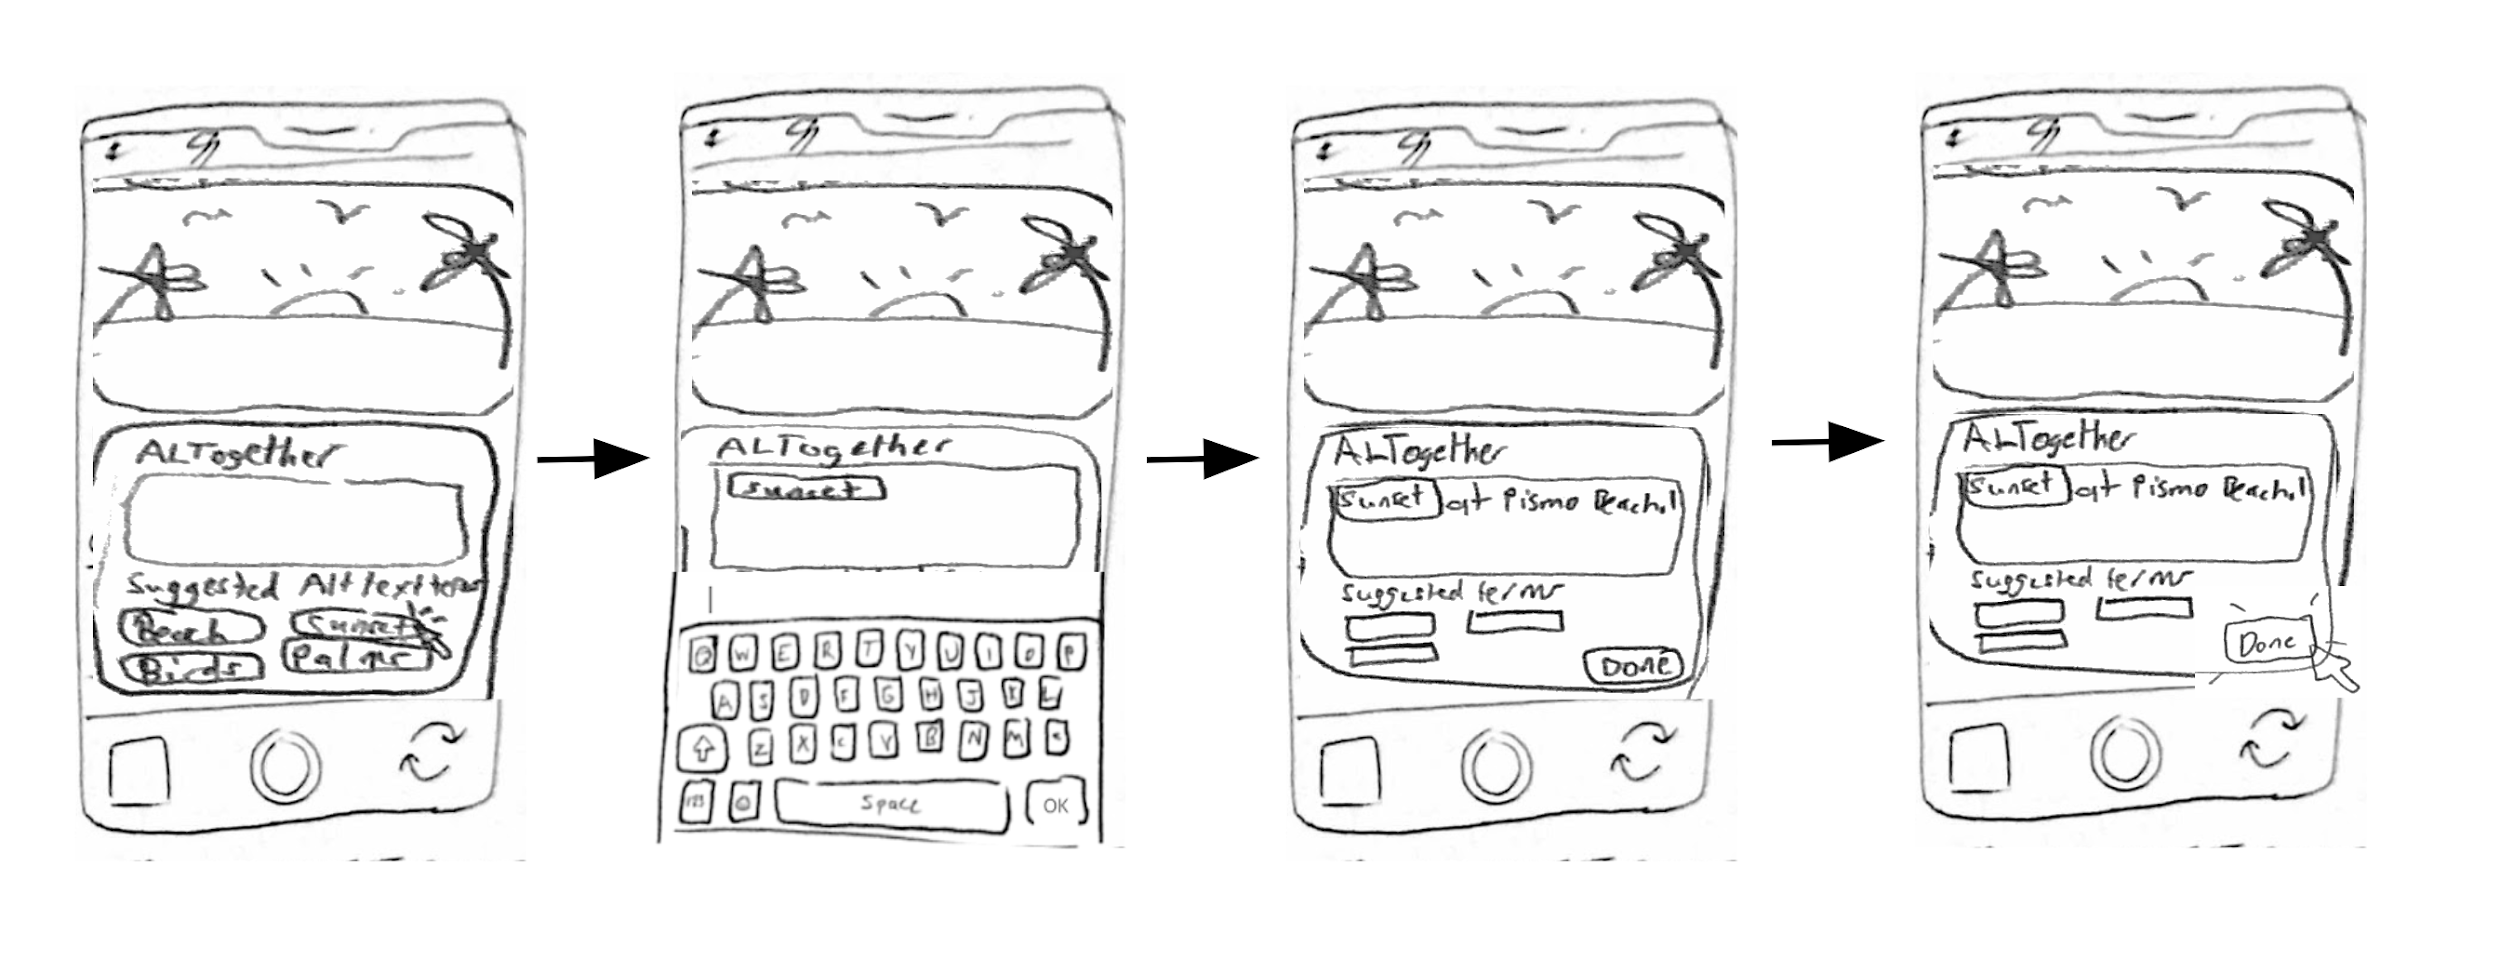 ALTogether
Suggested Alt text terms
Beach
Sunset
Birds
Palms
ALTogether
Sunset
Q W E R T Y U I O P
A S D F G H J K L
Z X C V B N M
123
Space
OK
ALTogether
Sunset at Pismo Beach.
Suggested terms
Done
ALTogether
Sunset at Pismo Beach.
Suggested terms
Done